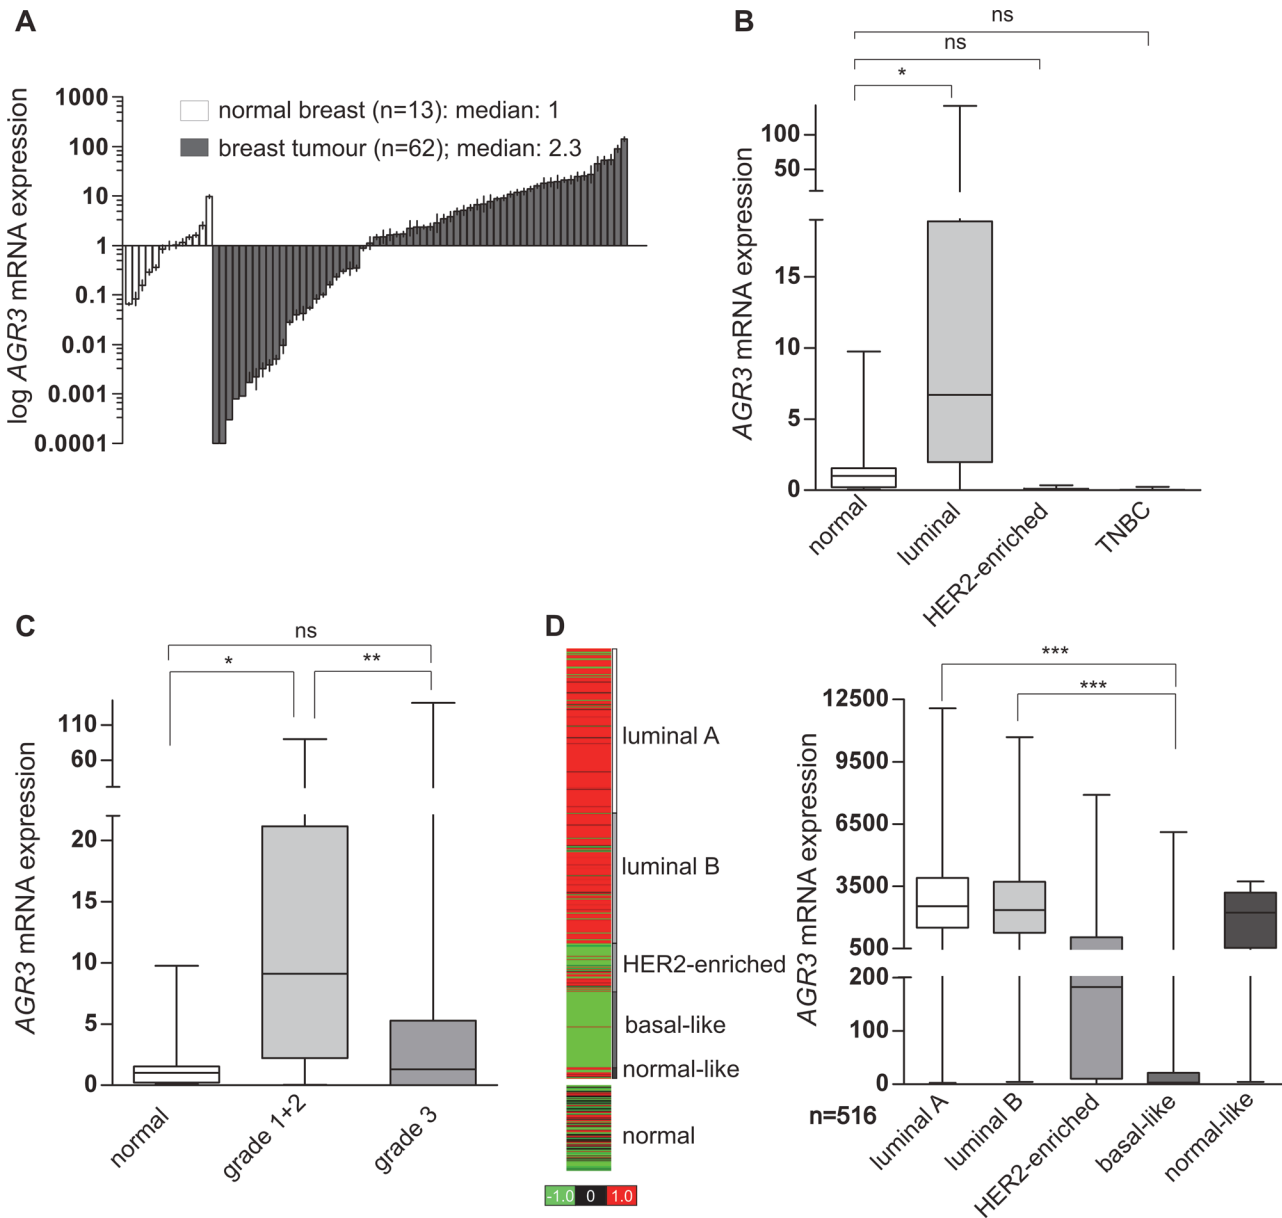 A
log AGR3 mRNA expression
1000
100
10
1
0.1
0.01
0.001
0.0001
normal breast (n=13): median: 1
breast tumour (n=62); median: 2.3
B
ns
ns
*
AGR3 mRNA expression
100
50
15
10
5
0
normal
luminal
HER2-enriched
TNBC
C
ns
*
**
AGR3 mRNA expression
110
60
20
15
10
5
0
normal
grade 1+2
grade 3
D
luminal A
luminal B
HER2-enriched
basal-like
normal-like
normal
-1.0 0 1.0
***
***
AGR3 mRNA expression
12500
9500
6500
3500
500
200
100
0
n=516
luminal A
luminal B
HER2-enriched
basal-like
normal-like